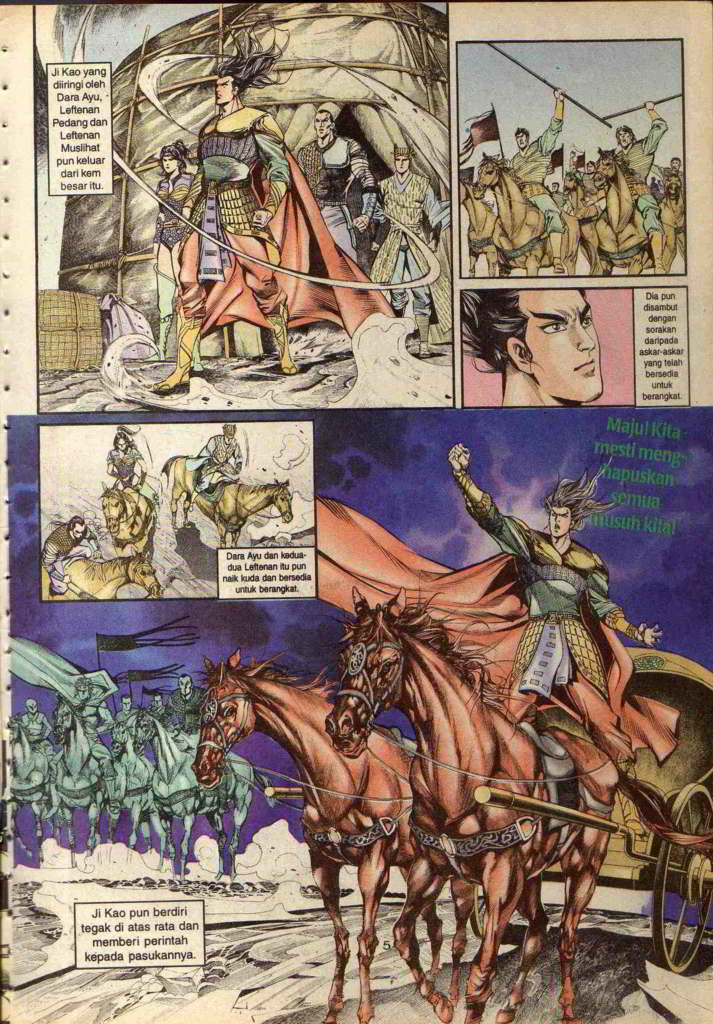 Ji Kao yang
diiringi oleh
Dara Ayu,
Leftenan
Pedang dan
Leftenan
Muslihat
pun keluar
dari kem
besar itu.
Dia pun
disambut
dengan
sorakan
daripada
askar-askar
yang telah
bersedia
untuk
berangkat.
Dara Ayu dan kedua-
dua Leftenan itu pun
naik kuda dan bersedia
untuk berangkat.
Maju! Kita
mesti meng-
hapuskan
semua
musuh kita!
Ji Kao pun berdiri
tegak di atas rata dan
memberi perintah
kepada pasukannya.
5